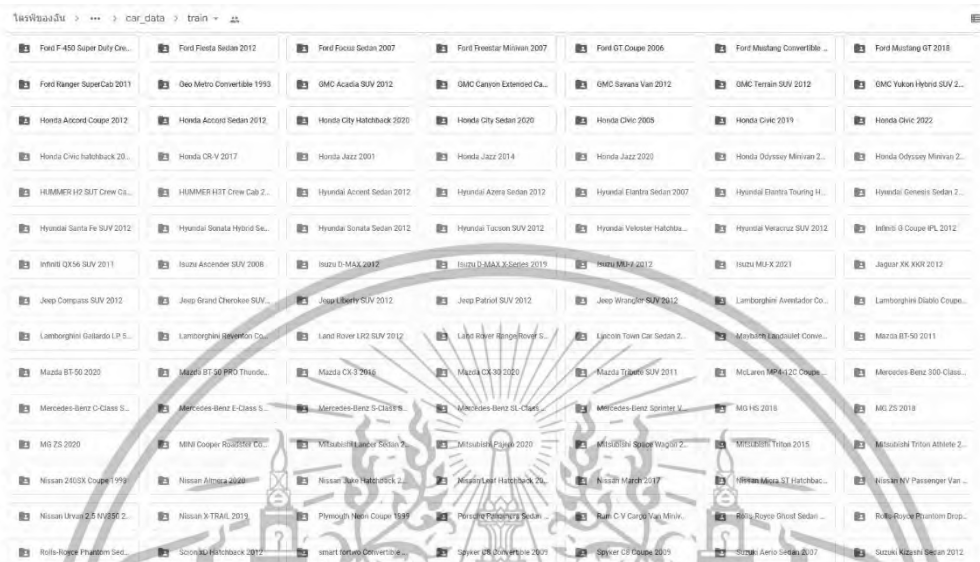 ไดรฟ์ของฉัน > ••• > car_data > train
Ford F-450 Super Duty Cre... Ford Fiesta Sedan 2012 Ford Focus Sedan 2007 Ford Freestar Minivan 2007 Ford GT Coupe 2006 Ford Mustang Convertible ... Ford Mustang GT 2018
Ford Ranger SuperCab 2011 Geo Metro Convertible 1993 GMC Acadia SUV 2012 GMC Canyon Extended Ca... GMC Savana Van 2012 GMC Terrain SUV 2012 GMC Yukon Hybrid SUV 2...
Honda Accord Coupe 2012 Honda Accord Sedan 2012 Honda City Hatchback 2020 Honda City Sedan 2020 Honda Civic 2005 Honda Civic 2019 Honda Civic 2022
Honda Civic hatchback 20... Honda CR-V 2017 Honda Jazz 2001 Honda Jazz 2014 Honda Jazz 2020 Honda Odyssey Minivan 2... Honda Odyssey Minivan 2...
HUMMER H2 SUT Crew Ca... HUMMER H3T Crew Cab 2... Hyundai Accent Sedan 2012 Hyundai Azera Sedan 2012 Hyundai Elantra Sedan 2007 Hyundai Elantra Touring H... Hyundai Genesis Sedan 2...
Hyundai Santa Fe SUV 2012 Hyundai Sonata Hybrid Se... Hyundai Sonata Sedan 2012 Hyundai Tucson SUV 2012 Hyundai Veloster Hatchba... Hyundai Veracruz SUV 2012 Infiniti G Coupe IPL 2012
Infiniti QX56 SUV 2011 Isuzu Ascender SUV 2008 Isuzu D-MAX 2012 Isuzu D-MAX X-Series 2019 Isuzu MU-7 2012 Isuzu MU-X 2021 Jaguar XK XKR 2012
Jeep Compass SUV 2012 Jeep Grand Cherokee SUV... Jeep Liberty SUV 2012 Jeep Patriot SUV 2012 Jeep Wrangler SUV 2012 Lamborghini Aventador Co... Lamborghini Diablo Coupe...
Lamborghini Gallardo LP 5... Lamborghini Reventon Co... Land Rover LR2 SUV 2012 Land Rover Range Rover S... Lincoln Town Car Sedan 2... Maybach Landaulet Conve... Mazda BT-50 2011
Mazda BT-50 2020 Mazda BT-50 PRO Thunde... Mazda CX-3 2016 Mazda CX-30 2020 Mazda Tribute SUV 2011 McLaren MP4-12C Coupe ... Mercedes-Benz 300-Class...
Mercedes-Benz C-Class S... Mercedes-Benz E-Class S... Mercedes-Benz S-Class S... Mercedes-Benz SL-Class ... Mercedes-Benz Sprinter V... MG HS 2018 MG ZS 2018
MG ZS 2020 MINI Cooper Roadster Co... Mitsubishi Lancer Sedan 2... Mitsubishi Pajero 2020 Mitsubishi Space Wagon 2... Mitsubishi Triton 2015 Mitsubishi Triton Athlete 2...
Nissan 240SX Coupe 1998 Nissan Almera 2020 Nissan Juke Hatchback 2... Nissan Leaf Hatchback 20... Nissan March 2017 Nissan Micra ST Hatchbac... Nissan NV Passenger Van ...
Nissan Urvan 2.5 NV350 2... Nissan X-TRAIL 2019 Plymouth Neon Coupe 1999 Porsche Panamera Sedan ... Ram C-V Cargo Van Miniv... Rolls-Royce Ghost Sedan ... Rolls-Royce Phantom Drop...
Rolls-Royce Phantom Sed... Scion xD Hatchback 2012 smart fortwo Convertible ... Spyker C8 Convertible 2009 Spyker C8 Coupe 2009 Suzuki Aerio Sedan 2007 Suzuki Kizashi Sedan 2012